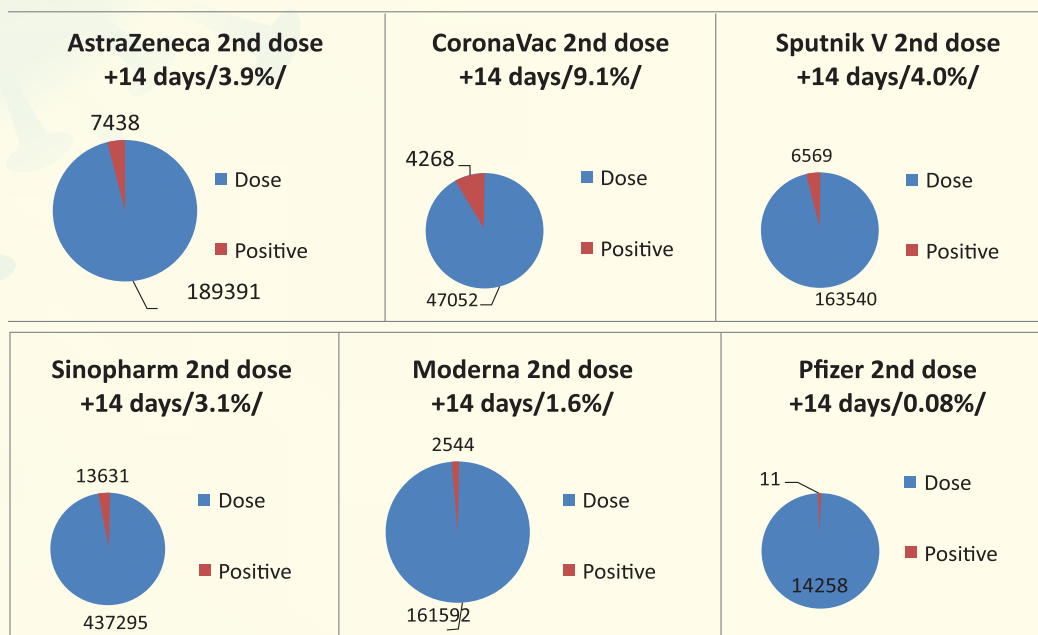 AstraZeneca 2nd dose
+14 days/3.9%/
7438
Dose
Positive
189391
CoronaVac 2nd dose
+14 days/9.1%/
4268
Dose
Positive
47052
Sputnik V 2nd dose
+14 days/4.0%/
6569
Dose
Positive
163540
Sinopharm 2nd dose
+14 days/3.1%/
13631
Dose
Positive
437295
Moderna 2nd dose
+14 days/1.6%/
2544
Dose
Positive
161592
Pfizer 2nd dose
+14 days/0.08%/
11
Dose
Positive
14258